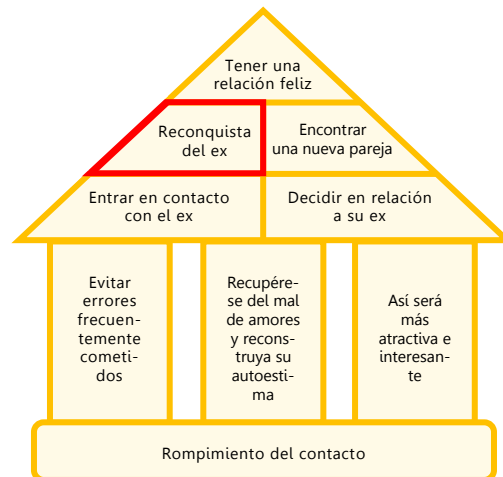 Tener una
relación feliz
Reconquista
del ex
Encontrar
una nueva pareja
Entrar en contacto
con el ex
Decidir en relación
a su ex
Evitar
errores
frecuen-
temente
cometi-
dos
Recupére-
se del mal
de amores
y recons-
truya su
autoesti-
ma
Así será
más
atractiva e
interesan-
te
Rompimiento del contacto